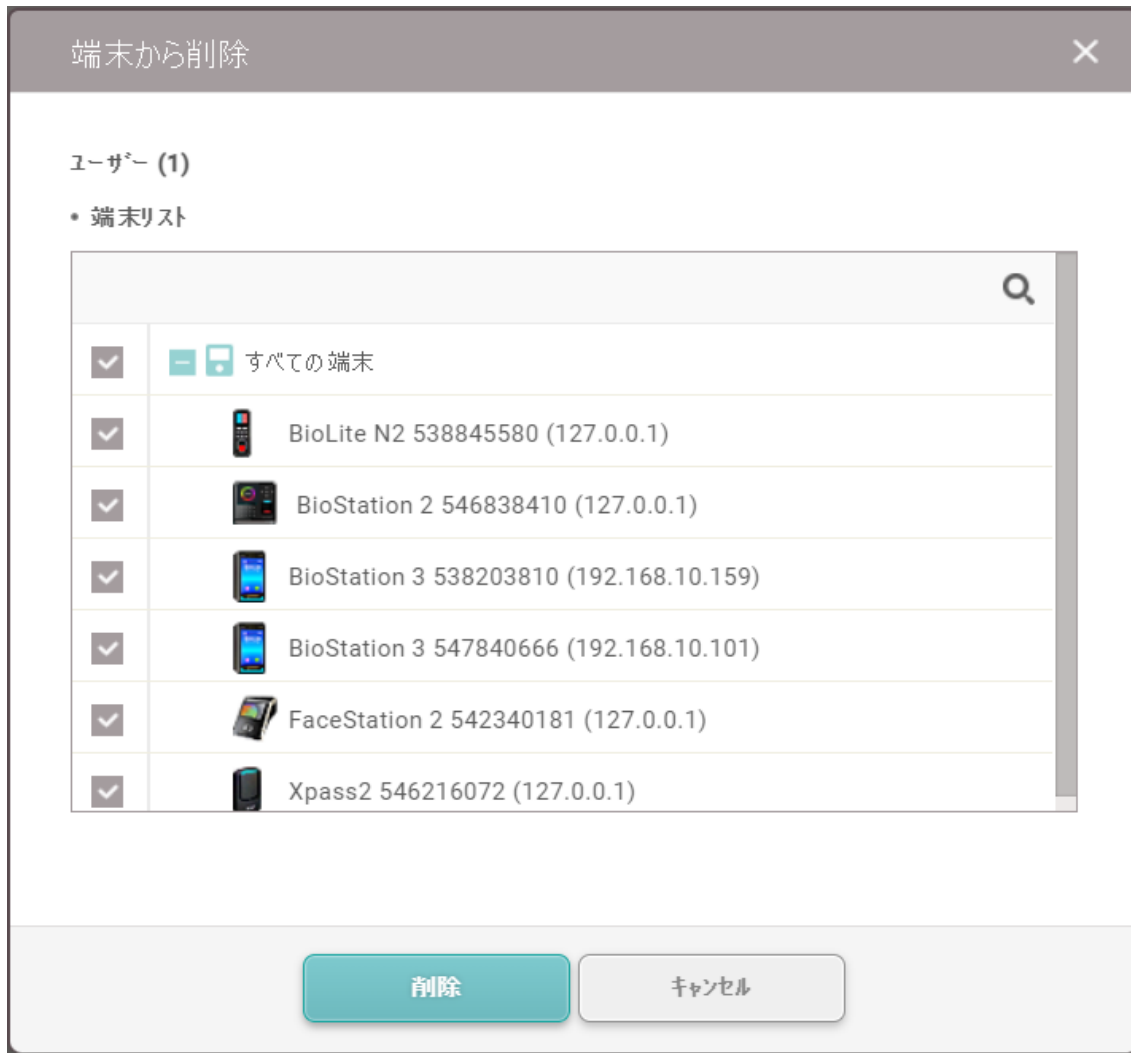 端末から削除
ユーザー (1)
• 端末リスト
すべての端末
BioLite N2 538845580 (127.0.0.1)
BioStation 2 546838410 (127.0.0.1)
BioStation 3 538203810 (192.168.10.159)
BioStation 3 547840666 (192.168.10.101)
FaceStation 2 542340181 (127.0.0.1)
Xpass2 546216072 (127.0.0.1)
削除
キャンセル